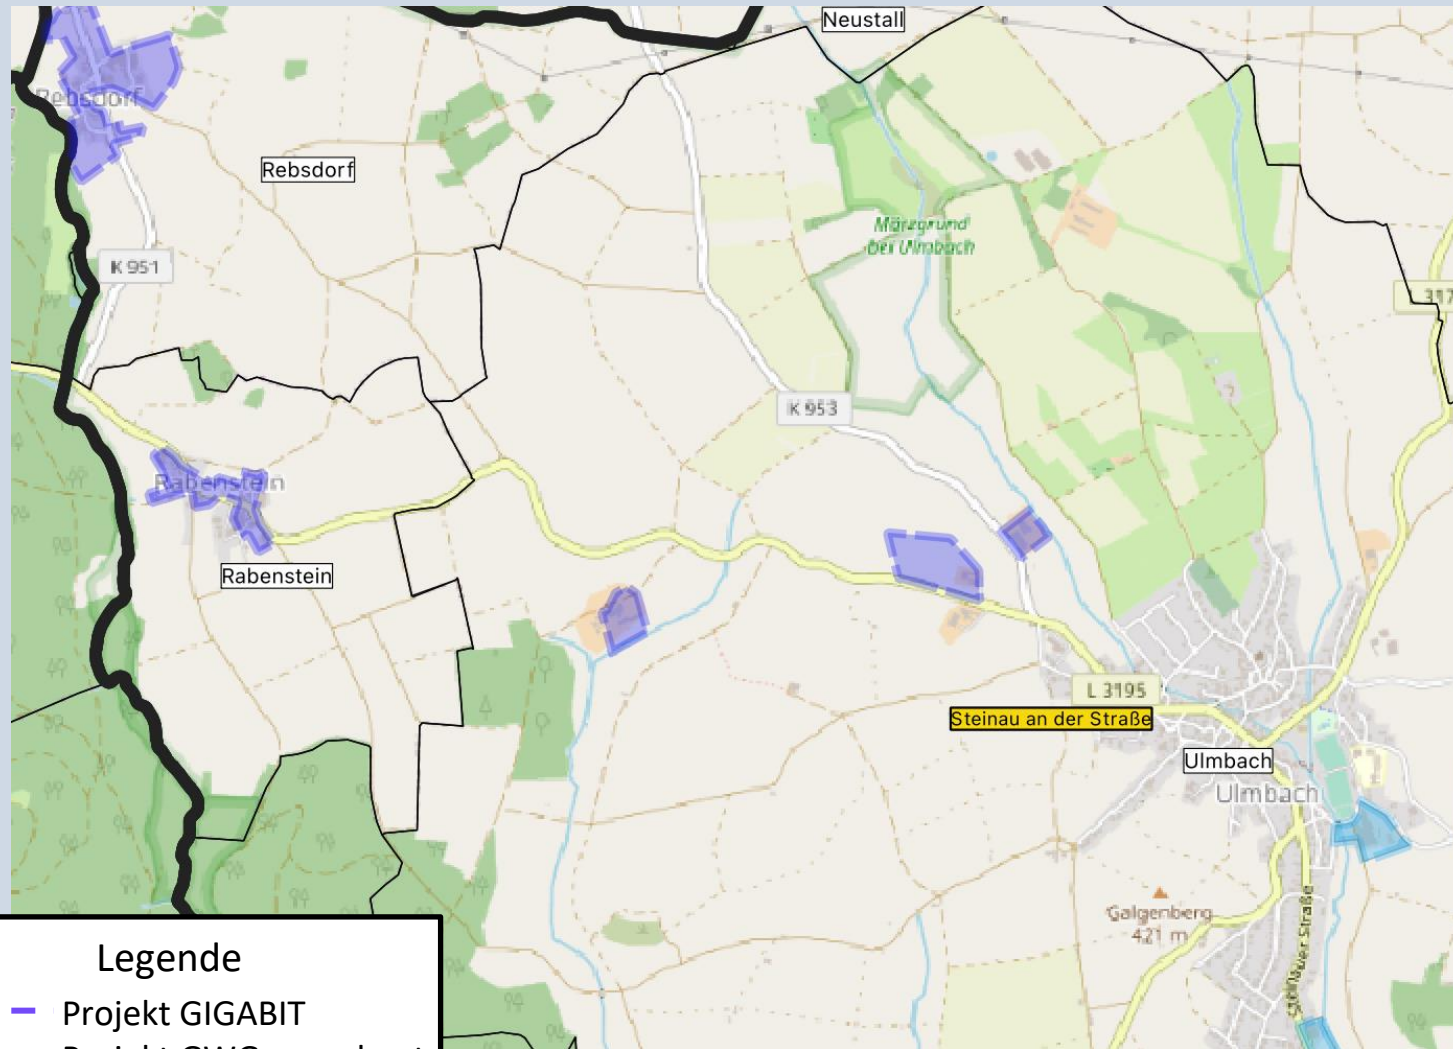 Neustall
Rebsdorf
Rebsdorf
Märzgrund
bei Ulmbach
K 951
L 317
K 953
Rabenstein
Rabenstein
L 3195
Steinau an der Straße
Ulmbach
Ulmbach
Galgenberg
421 m
Straße
Legende
Projekt GIGABIT